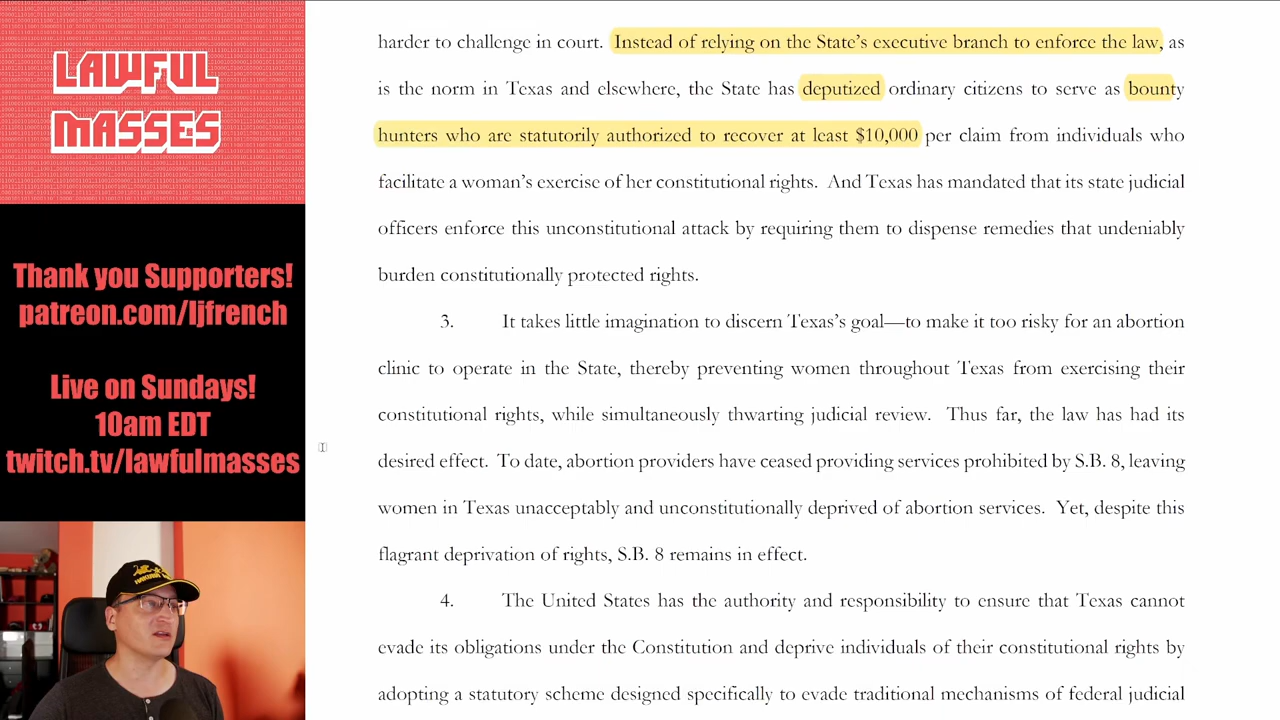 LAWFUL
MASSES
Thank you Supporters!
patreon.com/ljfrench
Live on Sundays!
10am EDT
twitch.tv/lawfulmasses
harder to challenge in court. Instead of relying on the State’s executive branch to enforce the law, as
is the norm in Texas and elsewhere, the State has deputized ordinary citizens to serve as bounty
hunters who are statutorily authorized to recover at least $10,000 per claim from individuals who
facilitate a woman’s exercise of her constitutional rights. And Texas has mandated that its state judicial
officers enforce this unconstitutional attack by requiring them to dispense remedies that undeniably
burden constitutionally protected rights.
3. It takes little imagination to discern Texas’s goal—to make it too risky for an abortion
clinic to operate in the State, thereby preventing women throughout Texas from exercising their
constitutional rights, while simultaneously thwarting judicial review. Thus far, the law has had its
desired effect. To date, abortion providers have ceased providing services prohibited by S.B. 8, leaving
women in Texas unacceptably and unconstitutionally deprived of abortion services. Yet, despite this
flagrant deprivation of rights, S.B. 8 remains in effect.
4. The United States has the authority and responsibility to ensure that Texas cannot
evade its obligations under the Constitution and deprive individuals of their constitutional rights by
adopting a statutory scheme designed specifically to evade traditional mechanisms of federal judicial